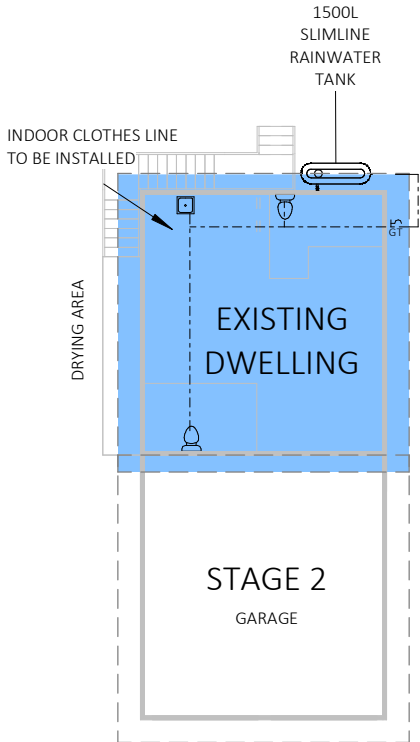 1500L
SLIMLINE
RAINWATER
TANK
INDOOR CLOTHES LINE
TO BE INSTALLED
DRYING AREA
EXISTING
DWELLING
STAGE 2
GARAGE